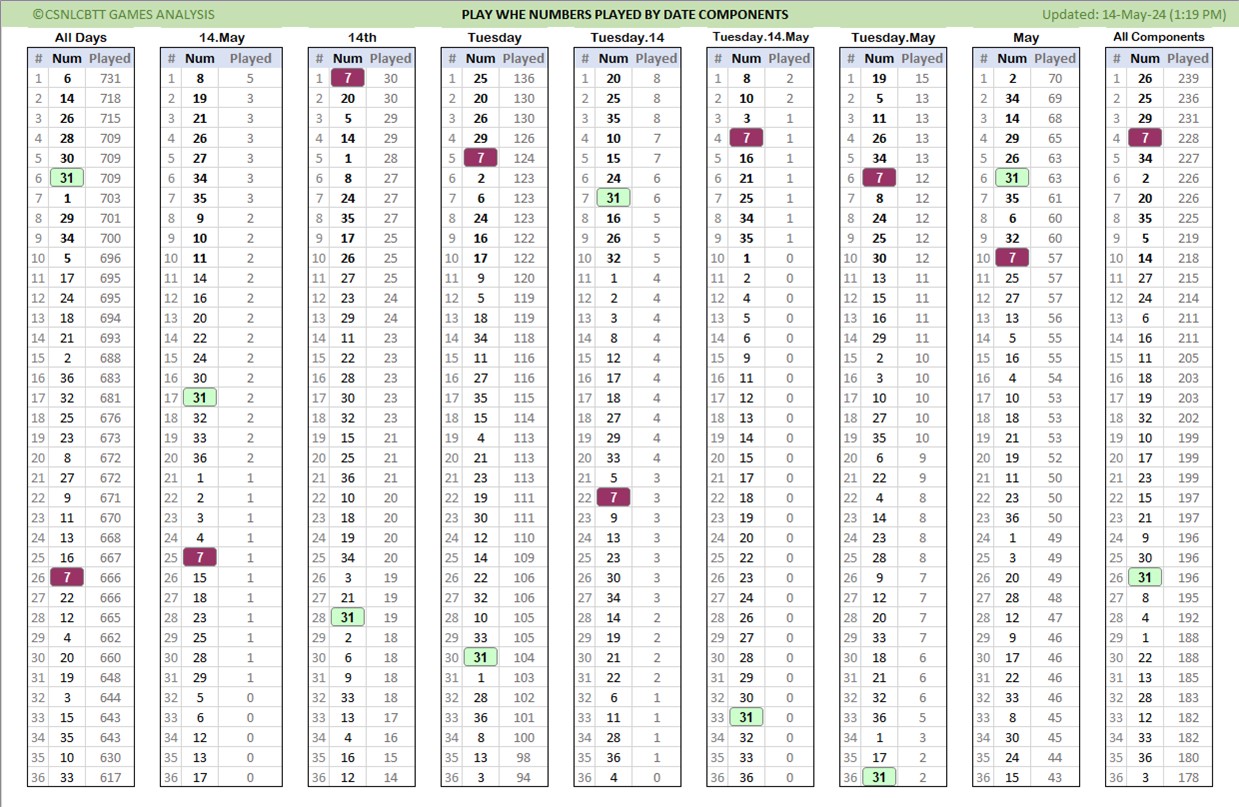 ©CSNLCBTT GAMES ANALYSIS PLAY WHE NUMBERS PLAYED BY DATE COMPONENTS Updated: 14-May-24 (1:19 PM)
All Days 14.May 14th Tuesday Tuesday.14 Tuesday.14.May Tuesday.May May All Components
# Num Played # Num Played # Num Played # Num Played # Num Played # Num Played # Num Played # Num Played # Num Played
1 6 731 1 8 5 1 7 30 1 25 136 1 20 8 1 8 2 1 19 15 1 2 70 1 26 239
2 14 718 2 19 3 2 20 30 2 20 130 2 25 8 2 10 2 2 5 13 2 34 69 2 25 236
3 26 715 3 21 3 3 5 29 3 26 130 3 35 8 3 3 1 3 11 13 3 14 68 3 29 231
4 28 709 4 26 3 4 14 29 4 29 126 4 10 7 4 7 1 4 26 13 4 29 65 4 7 228
5 30 709 5 27 3 5 1 28 5 7 124 5 15 7 5 16 1 5 34 13 5 26 63 5 34 227
6 31 709 6 34 3 6 8 27 6 2 123 6 24 6 6 21 1 6 7 12 6 31 63 6 2 226
7 1 703 7 35 3 7 24 27 7 6 123 7 31 6 7 25 1 7 8 12 7 35 61 7 20 226
8 29 701 8 9 2 8 35 27 8 24 123 8 16 5 8 34 1 8 24 12 8 6 60 8 35 225
9 34 700 9 10 2 9 17 25 9 16 122 9 26 5 9 35 1 9 25 12 9 32 60 9 5 219
10 5 696 10 11 2 10 26 25 10 17 122 10 32 5 10 1 0 10 30 12 10 7 57 10 14 218
11 17 695 11 14 2 11 27 25 11 9 120 11 1 4 11 2 0 11 13 11 11 25 57 11 27 215
12 24 695 12 16 2 12 23 24 12 5 119 12 2 4 12 4 0 12 15 11 12 27 57 12 24 214
13 18 694 13 20 2 13 29 24 13 18 119 13 3 4 13 5 0 13 16 11 13 13 56 13 6 211
14 21 693 14 22 2 14 11 23 14 34 118 14 8 4 14 6 0 14 29 11 14 5 55 14 16 211
15 2 688 15 24 2 15 22 23 15 11 116 15 12 4 15 9 0 15 2 10 15 16 55 15 11 205
16 36 683 16 30 2 16 28 23 16 27 116 16 17 4 16 11 0 16 3 10 16 4 54 16 18 203
17 32 681 17 31 2 17 30 23 17 35 115 17 18 4 17 12 0 17 10 10 17 10 53 17 19 203
18 25 676 18 32 2 18 32 23 18 15 114 18 27 4 18 13 0 18 27 10 18 18 53 18 32 202
19 23 673 19 33 2 19 15 21 19 4 113 19 29 4 19 14 0 19 35 10 19 21 53 19 10 199
20 8 672 20 36 2 20 25 21 20 21 113 20 33 4 20 15 0 20 6 9 20 19 52 20 17 199
21 27 672 21 1 1 21 36 21 21 23 113 21 5 3 21 17 0 21 22 9 21 11 50 21 23 199
22 9 671 22 2 1 22 10 20 22 19 111 22 7 3 22 18 0 22 4 8 22 23 50 22 15 197
23 11 670 23 3 1 23 18 20 23 30 111 23 9 3 23 19 0 23 14 8 23 36 50 23 21 197
24 13 668 24 4 1 24 19 20 24 12 110 24 13 3 24 20 0 24 23 8 24 1 49 24 9 196
25 16 667 25 7 1 25 34 20 25 14 109 25 23 3 25 22 0 25 28 8 25 3 49 25 30 196
26 7 666 26 15 1 26 3 19 26 22 106 26 30 3 26 23 0 26 9 7 26 20 49 26 31 196
27 22 666 27 18 1 27 21 19 27 32 106 27 34 3 27 24 0 27 12 7 27 28 48 27 8 195
28 12 665 28 23 1 28 31 19 28 10 105 28 14 2 28 26 0 28 20 7 28 12 47 28 4 192
29 4 662 29 25 1 29 2 18 29 33 105 29 19 2 29 27 0 29 33 7 29 9 46 29 1 188
30 20 660 30 28 1 30 6 18 30 31 104 30 21 2 30 28 0 30 18 6 30 17 46 30 22 188
31 19 648 31 29 1 31 9 18 31 1 103 31 22 2 31 29 0 31 21 6 31 22 46 31 13 185
32 3 644 32 5 0 32 33 18 32 28 102 32 6 1 32 30 0 32 32 6 32 33 46 32 28 183
33 15 643 33 6 0 33 13 17 33 36 101 33 11 1 33 31 0 33 36 5 33 8 45 33 12 182
34 35 643 34 12 0 34 4 16 34 8 100 34 28 1 34 32 0 34 1 3 34 30 45 34 33 182
35 10 630 35 13 0 35 16 15 35 13 98 35 36 1 35 33 0 35 17 2 35 24 44 35 36 180
36 33 617 36 17 0 36 12 14 36 3 94 36 4 0 36 36 0 36 31 2 36 15 43 36 3 178